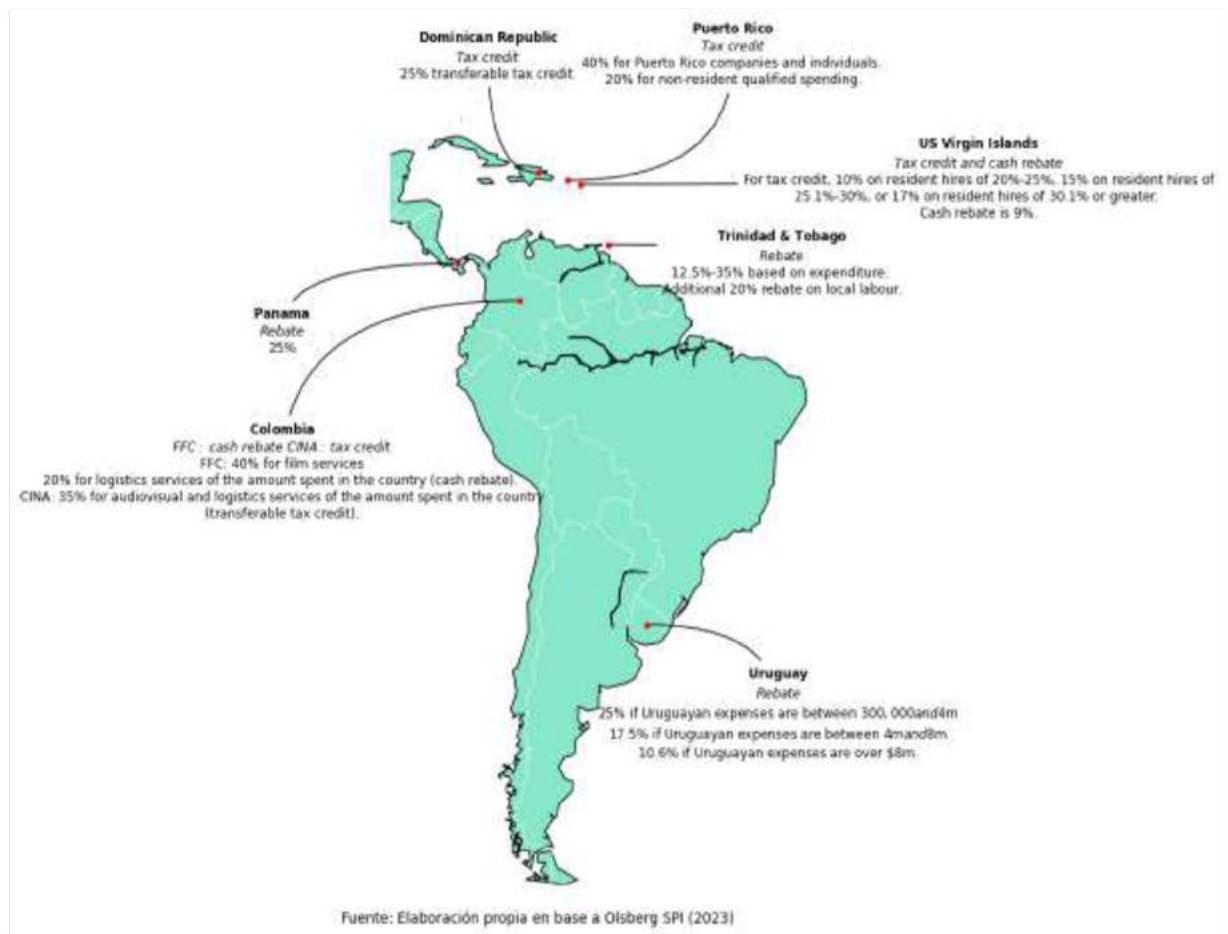 Dominican Republic
Tax credit
25% transferable tax credit
Puerto Rico
Tax credit
40% for Puerto Rico companies and individuals.
20% for non-resident qualified spending.
US Virgin Islands
Tax credit and cash rebate
For tax credit, 10% on resident hires of 20%-25%, 15% on resident hires of
25.1%-30%, or 17% on resident hires of 30.1% or greater.
Cash rebate is 9%.
Trinidad & Tobago
Rebate
12.5%-35% based on expenditure.
Additional 20% rebate on local labour.
Panama
Rebate
25%
Colombia
FFC : cash rebate CINA : tax credit
FFC: 40% for film services
20% for logistics services of the amount spent in the country (cash rebate).
CINA: 35% for audiovisual and logistics services of the amount spent in the country
(transferable tax credit).
Uruguay
Rebate
25% if Uruguayan expenses are between 300, 000and4m
17.5% if Uruguayan expenses are between 4mand8m
10.6% if Uruguayan expenses are over $8m.
Fuente: Elaboración propia en base a Olsberg SPI (2023)